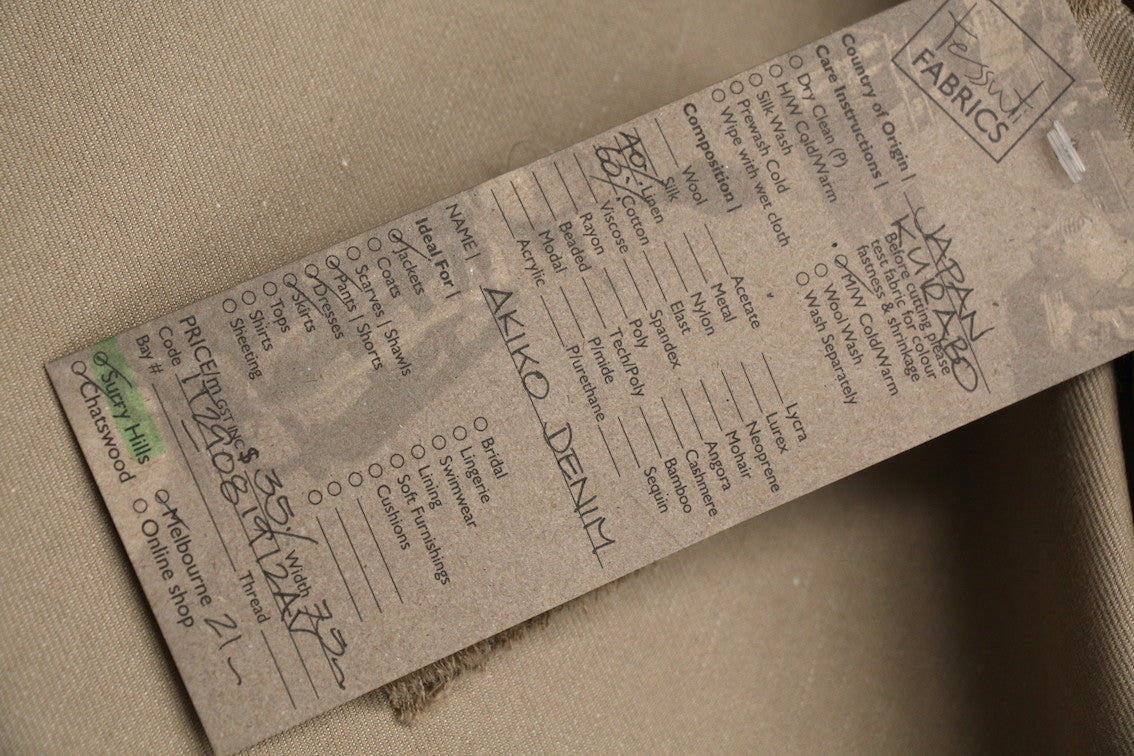 tessuti
FABRICS
Country of Origin | JAPAN
KURABO
Care Instructions |
Before cutting please
test fabric for colour
fastness & shrinkage
Dry Clean (P)
H/W Cold/Warm
Silk Wash
Prewash Cold
Wipe with wet cloth
M/W Cold/Warm
Wool Wash
Wash Separately
Composition |
Wool
Silk
40% Linen
60% Cotton
Viscose
Rayon
Beaded
Modal
Acrylic
Acetate
Metal
Nylon
Elast
Spandex
Poly
Tech/Poly
P/mide
P/urethane
Lycra
Lurex
Neoprene
Mohair
Angora
Cashmere
Bamboo
Sequin
NAME | AKIKO DENIM
Ideal For |
Jackets
Coats
Scarves | Shawls
Pants | Shorts
Dresses
Skirts
Tops
Shirts
Sheeting
Bridal
Lingerie
Swimwear
Lining
Soft Furnishings
Cushions
PRICE/m GST INC $ 35/ Width
Code
Thread
Bay #
Surry Hills
Chatswood
Melbourne 21
Online shop